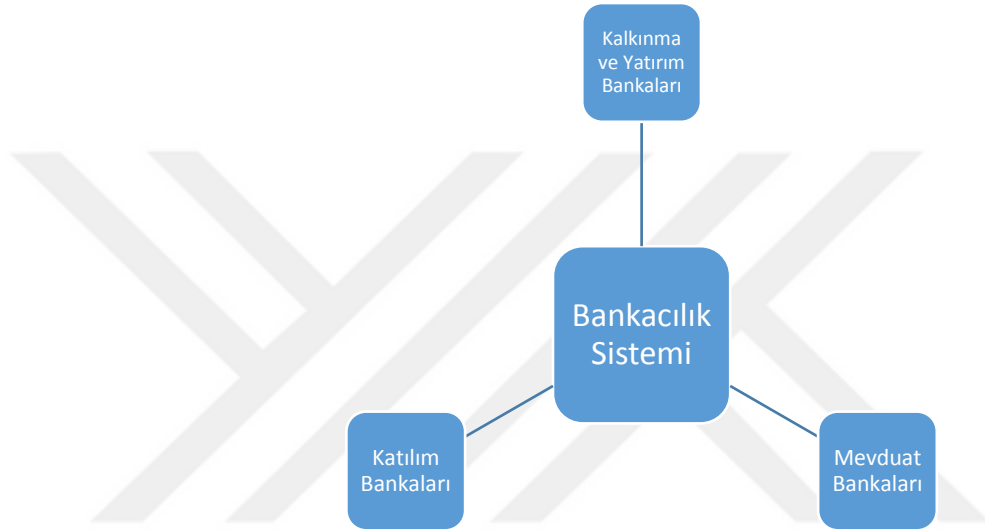 Kalkınma
ve Yatırım
Bankaları
Bankacılık
Sistemi
Katılım
Bankaları
Mevduat
Bankaları